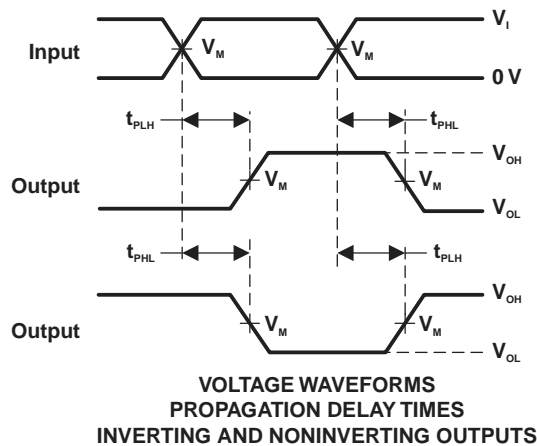 V_I
Input
V_M
V_M
0 V
t_PLH
t_PHL
V_OH
Output
V_M
V_M
V_OL
t_PHL
t_PLH
V_OH
Output
V_M
V_M
V_OL
VOLTAGE WAVEFORMS
PROPAGATION DELAY TIMES
INVERTING AND NONINVERTING OUTPUTS